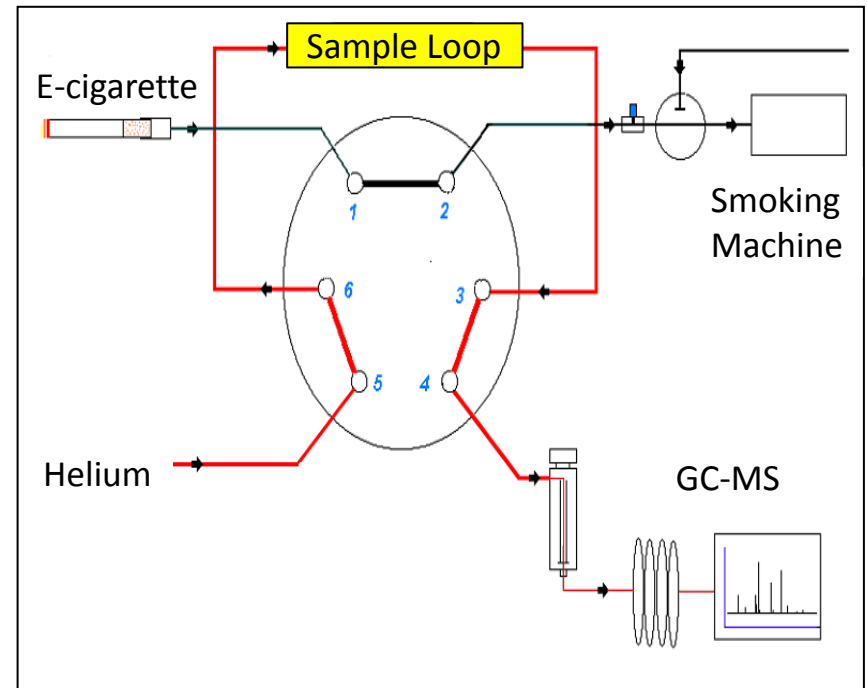 Sample Loop
E-cigarette
1
2
Smoking
Machine
6
3
5
4
Helium
GC-MS